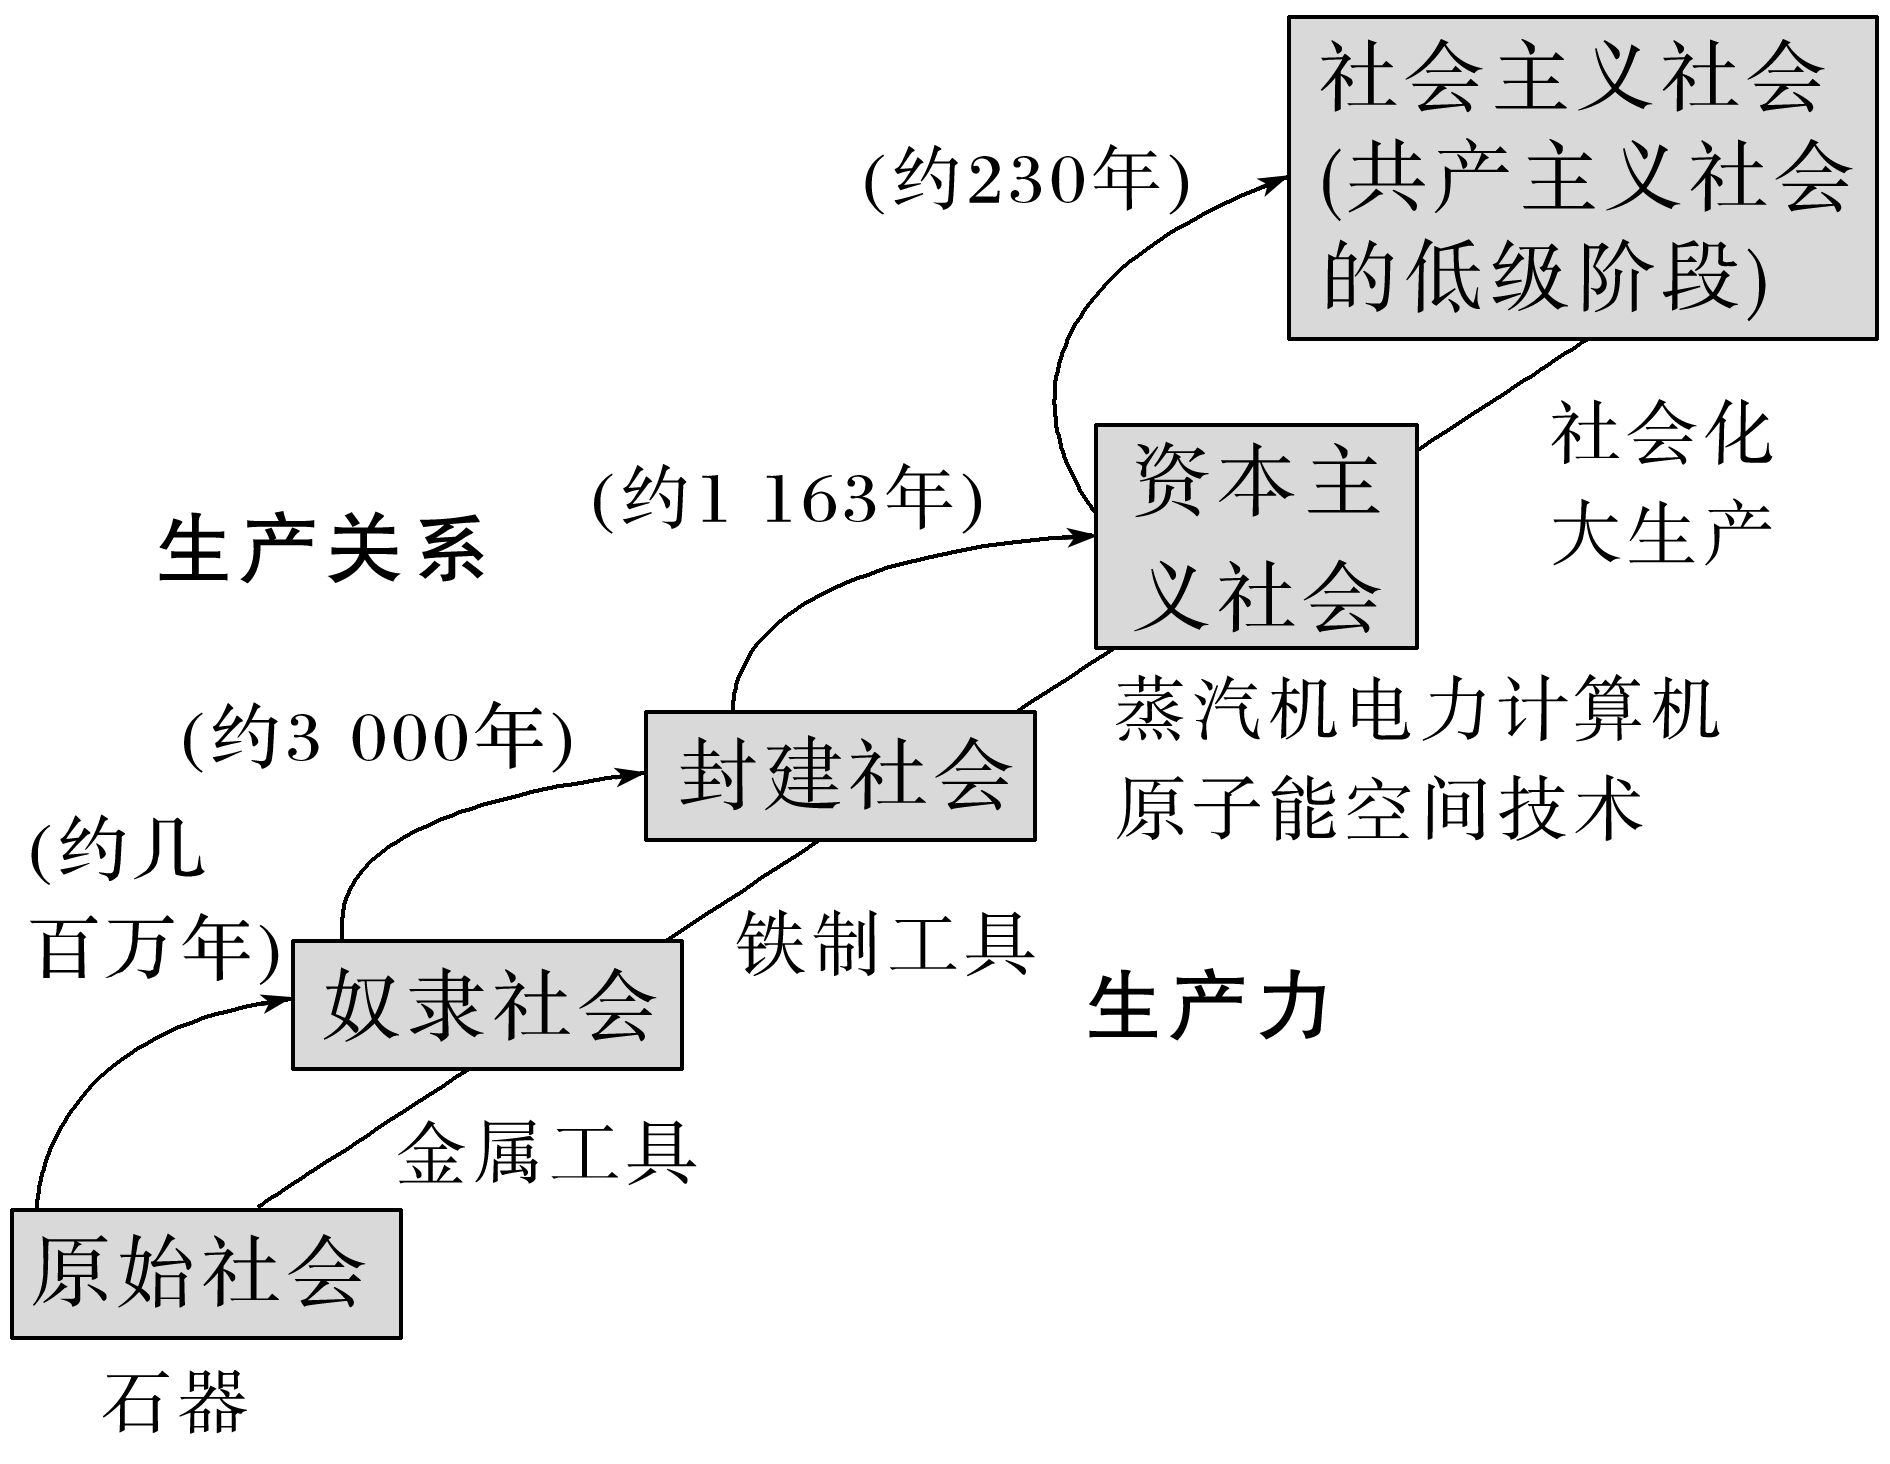 社会主义社会
(共产主义社会
的低级阶段)
(约230年)
社会化
大生产
资本主
义社会
(约1 163年)
生产关系
蒸汽机电力计算机
原子能空间技术
(约3 000年)
封建社会
铁制工具
生产力
(约几
百万年)
奴隶社会
金属工具
原始社会
石器